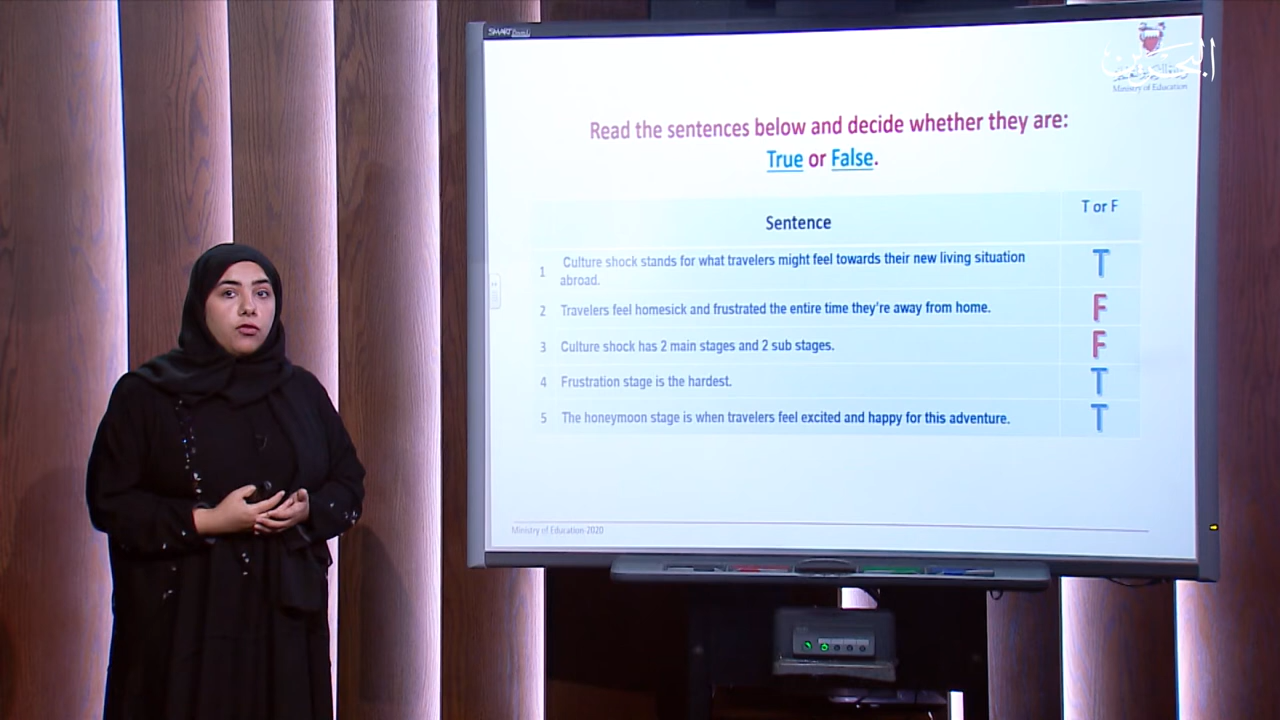 SMART Board
البحرين
Ministry of Education
Read the sentences below and decide whether they are:
True or False.
Sentence
T or F
1 Culture shock stands for what travelers might feel towards their new living situation
abroad.
T
2 Travelers feel homesick and frustrated the entire time they're away from home.
F
3 Culture shock has 2 main stages and 2 sub stages.
F
4 Frustration stage is the hardest.
T
5 The honeymoon stage is when travelers feel excited and happy for this adventure.
T
Ministry of Education-2020